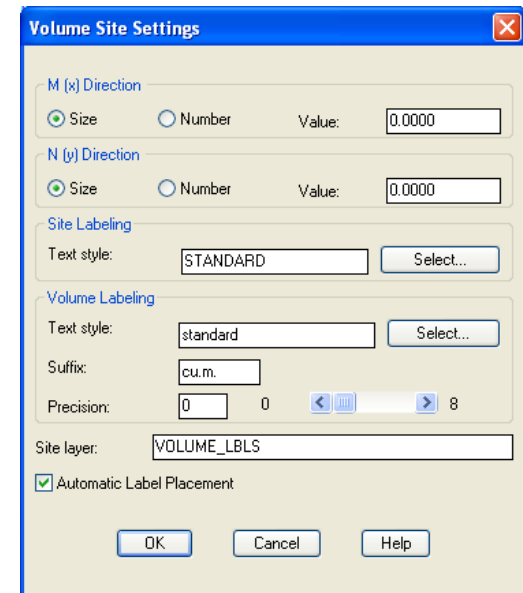 Volume Site Settings
M (x) Direction
Size Number Value: 0.0000
N (y) Direction
Size Number Value: 0.0000
Site Labeling
Text style: STANDARD Select...
Volume Labeling
Text style: standard Select...
Suffix: cu.m.
Precision: 0 0 8
Site layer: VOLUME_LBLS
Automatic Label Placement
OK Cancel Help